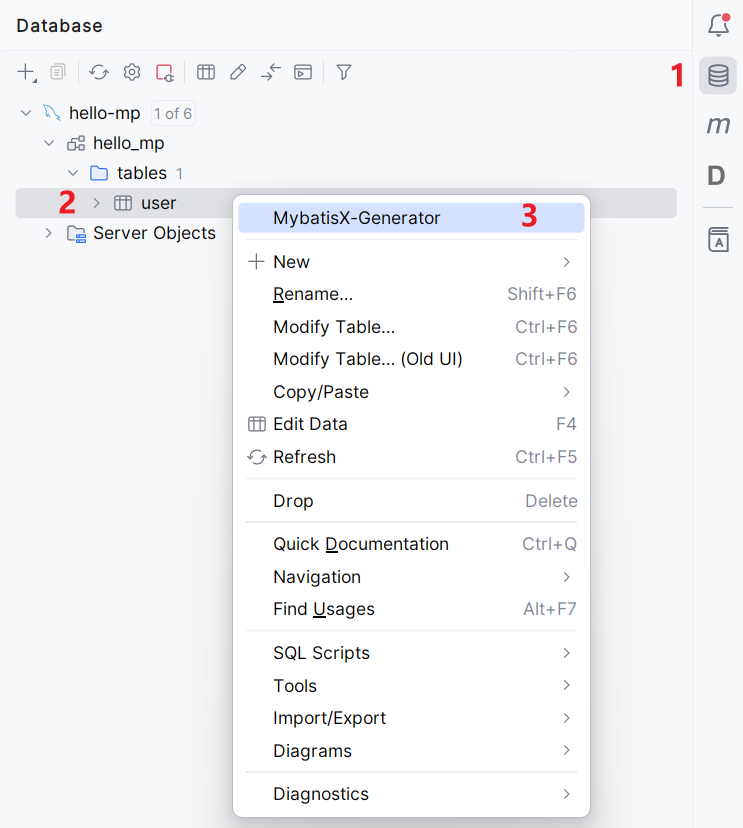 Database
1
hello-mp 1 of 6
hello_mp
tables 1
2 user
MybatisX-Generator 3
Server Objects
New
Rename... Shift+F6
Modify Table... Ctrl+F6
Modify Table... (Old UI) Ctrl+F6
Copy/Paste
Edit Data F4
Refresh Ctrl+F5
Drop Delete
Quick Documentation Ctrl+Q
Navigation
Find Usages Alt+F7
SQL Scripts
Tools
Import/Export
Diagrams
Diagnostics
m
D
A